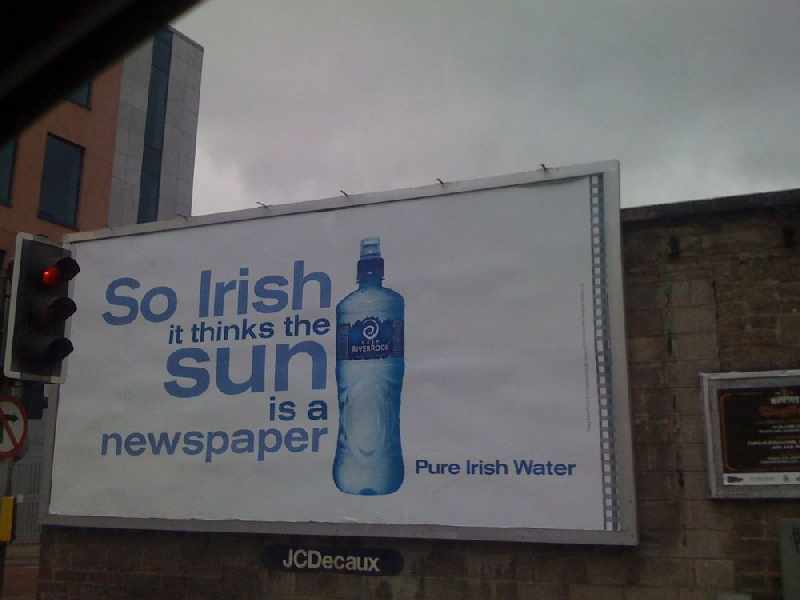 So Irish
it thinks the
sun
is a
newspaper
RIVERROCK
Pure Irish Water
JCDecaux